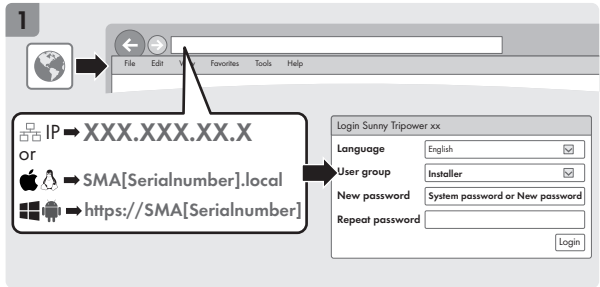 1
File Edit View Favorites Tools Help
IP XXX.XXX.XX.X
or
SMA[Serialnumber].local
https://SMA[Serialnumber]
Login Sunny Tripower xx
Language English
User group Installer
New password System password or New password
Repeat password
Login